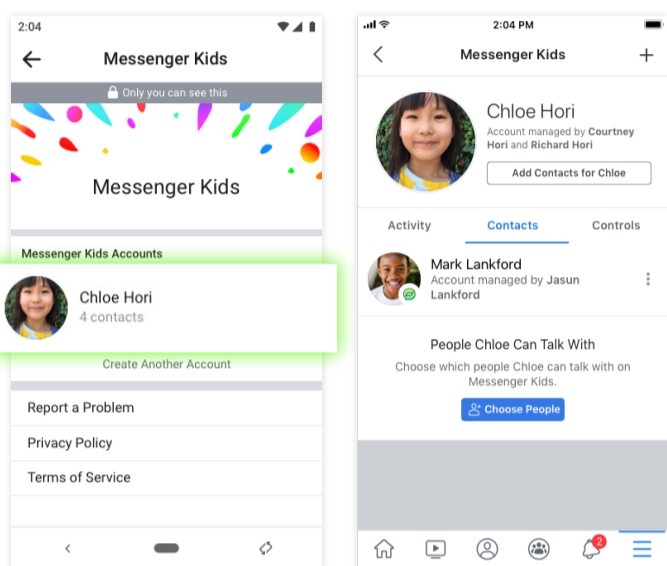 2:04
Messenger Kids
Only you can see this
Messenger Kids
Messenger Kids Accounts
Chloe Hori
4 contacts
Create Another Account
Report a Problem
Privacy Policy
Terms of Service
2:04 PM
Messenger Kids
Chloe Hori
Account managed by Courtney
Hori and Richard Hori
Add Contacts for Chloe
Activity
Contacts
Controls
Mark Lankford
Account managed by Jasun
Lankford
People Chloe Can Talk With
Choose which people Chloe can talk with on
Messenger Kids.
Choose People
2